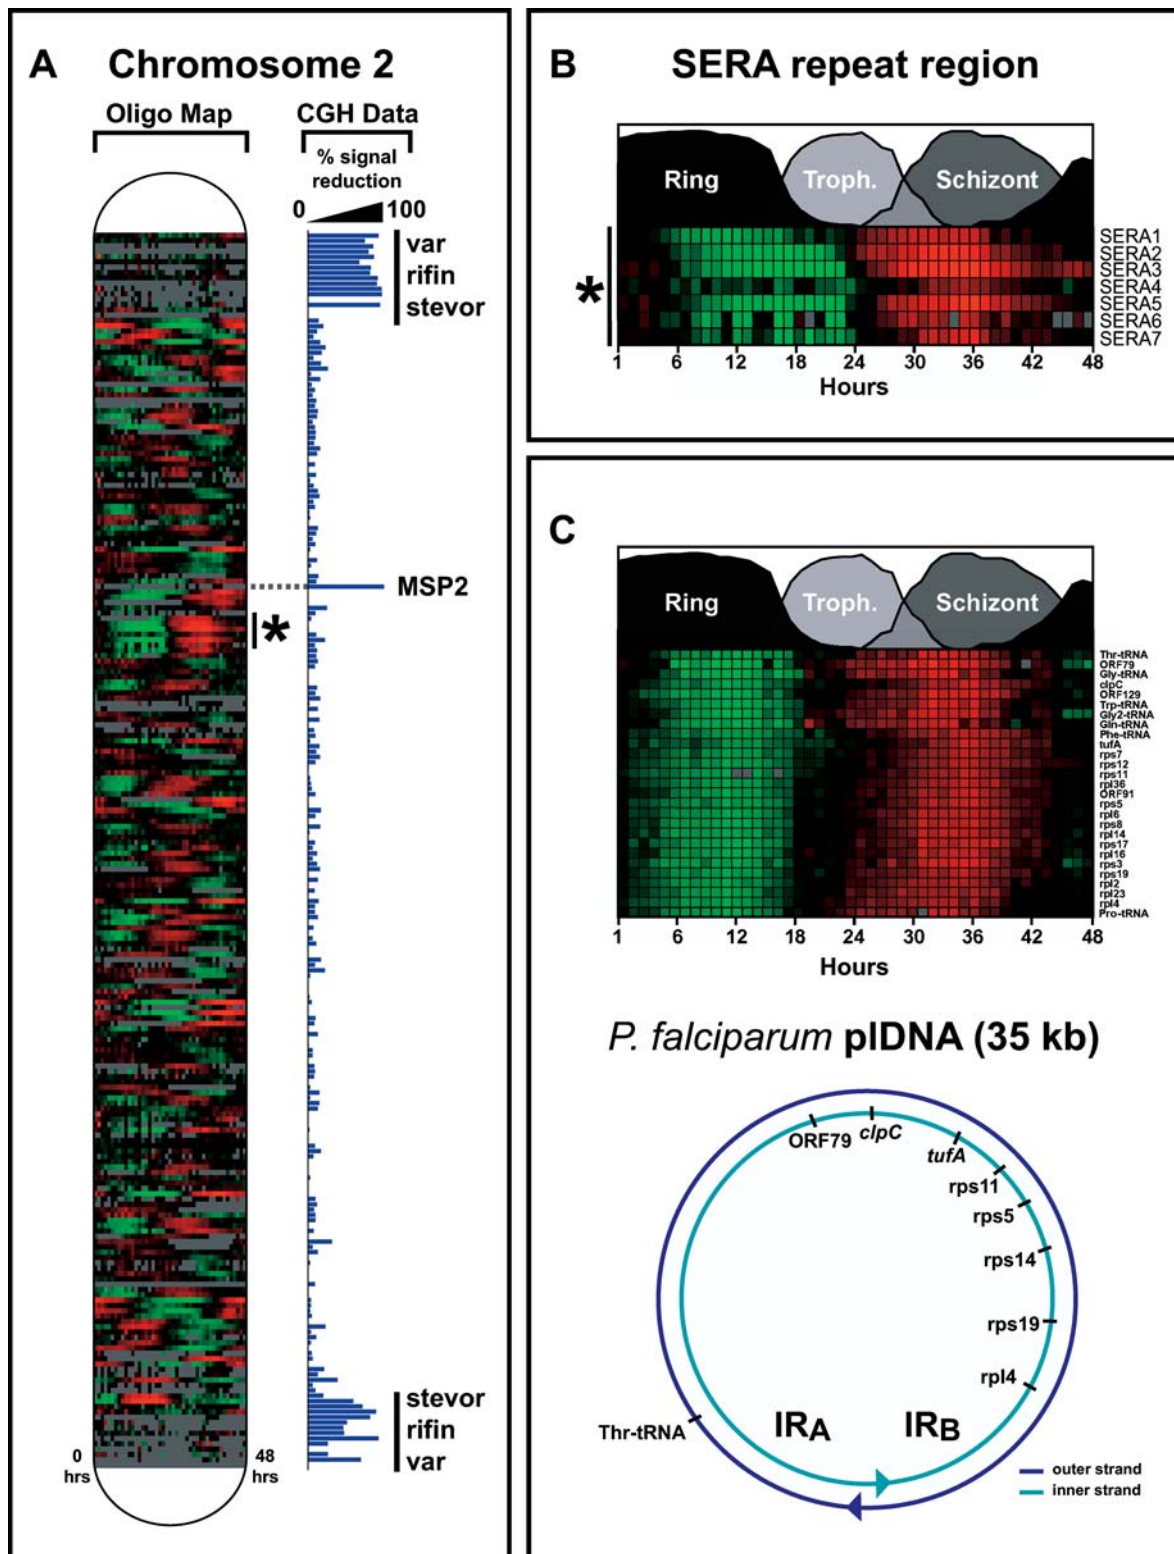 A
Chromosome 2
Oligo Map
CGH Data
% signal
reduction
0
100
var
rifin
stevor
MSP2
*
stevor
rifin
var
0
hrs
48
hrs
B
SERA repeat region
Ring
Troph.
Schizont
*
SERA1
SERA2
SERA3
SERA4
SERA5
SERA6
SERA7
1 6 12 18 24 30 36 42 48
Hours
C
Ring
Troph.
Schizont
Thr-tRNA
ORF79
Gly-tRNA
clpC
ORF129
Trp-tRNA
Gly2-tRNA
Gln-tRNA
Phe-tRNA
tufA
rps7
rps12
rps11
rpl36
ORF91
rps5
rpl6
rps8
rpl14
rps17
rpl16
rps3
rps19
rpl2
rpl23
rpl4
Pro-tRNA
1 6 12 18 24 30 36 42 48
Hours
P. falciparum plDNA (35 kb)
ORF79
clpC
tufA
rps11
rps5
rps14
rps19
rpl4
Thr-tRNA
IRA
IRB
outer strand
inner strand